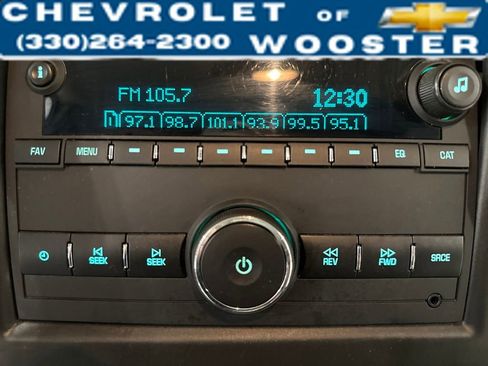 CHEVROLET OF WOOSTER
(330)264-2300
FM 105.7 12:30
1 97.1 98.7 101.1 93.9 99.5 95.1
FAV MENU EQ CAT
SEEK SEEK REV FWD SRCE